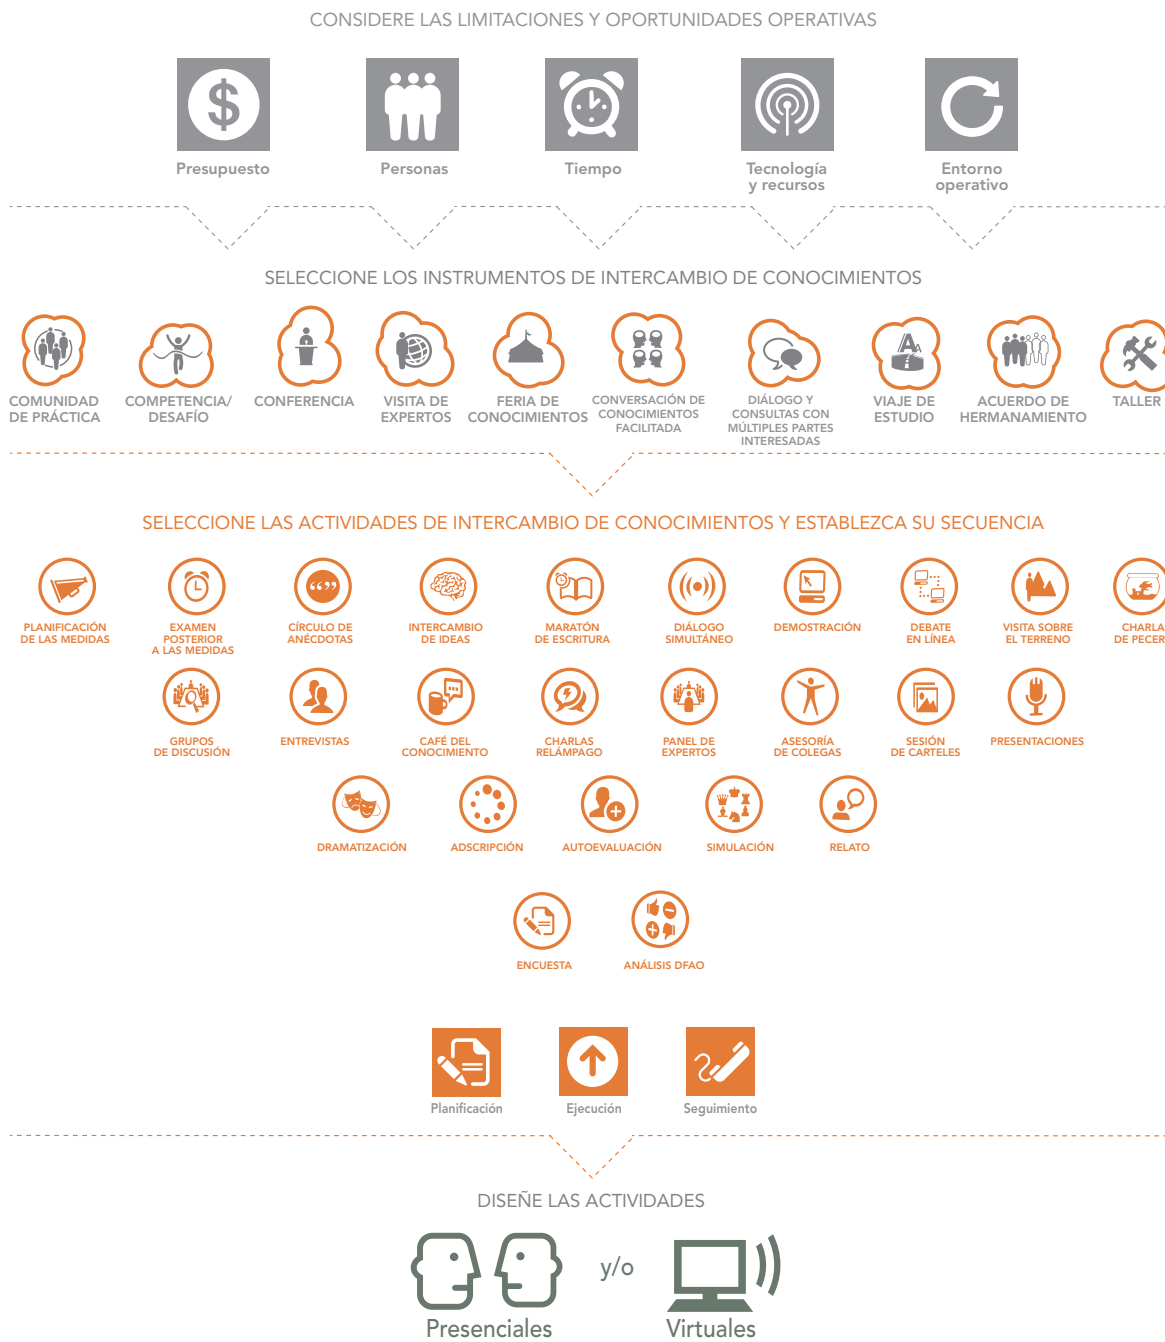 CONSIDERE LAS LIMITACIONES Y OPORTUNIDADES OPERATIVAS
$
Presupuesto
Personas
Tiempo
Tecnología
y recursos
Entorno
operativo
SELECCIONE LOS INSTRUMENTOS DE INTERCAMBIO DE CONOCIMIENTOS
COMUNIDAD
DE PRÁCTICA
COMPETENCIA/
DESAFÍO
CONFERENCIA
VISITA DE
EXPERTOS
FERIA DE
CONOCIMIENTOS
CONVERSACIÓN DE
CONOCIMIENTOS
FACILITADA
DIÁLOGO Y
CONSULTAS CON
MÚLTIPLES PARTES
INTERESADAS
VIAJE DE
ESTUDIO
ACUERDO DE
HERMANAMIENTO
TALLER
SELECCIONE LAS ACTIVIDADES DE INTERCAMBIO DE CONOCIMIENTOS Y ESTABLEZCA SU SECUENCIA
PLANIFICACIÓN
DE LAS MEDIDAS
EXAMEN
POSTERIOR
A LAS MEDIDAS
CÍRCULO DE
ANÉCDOTAS
INTERCAMBIO
DE IDEAS
MARATÓN
DE ESCRITURA
DIÁLOGO
SIMULTÁNEO
DEMOSTRACIÓN
DEBATE
EN LÍNEA
VISITA SOBRE
EL TERRENO
CHARLA
DE PECER
GRUPOS
DE DISCUSIÓN
ENTREVISTAS
CAFÉ DEL
CONOCIMIENTO
CHARLAS
RELÁMPAGO
PANEL DE
EXPERTOS
ASESORÍA
DE COLEGAS
SESIÓN
DE CARTELES
PRESENTACIONES
DRAMATIZACIÓN
ADSCRIPCIÓN
AUTOEVALUACIÓN
SIMULACIÓN
RELATO
ENCUESTA
ANÁLISIS DFAO
Planificación
Ejecución
Seguimiento
DISEÑE LAS ACTIVIDADES
y/o
Presenciales
Virtuales